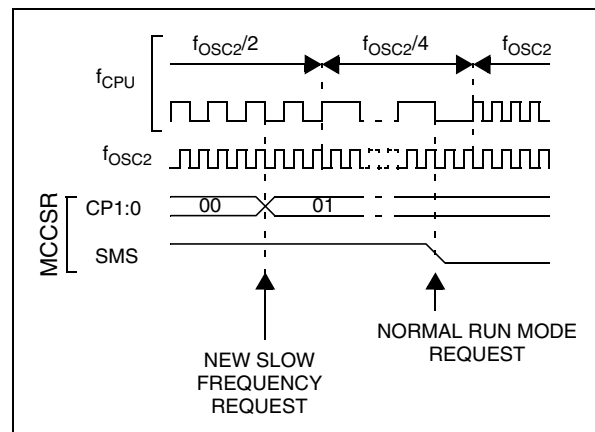 fOSC2/2 fOSC2/4 fOSC2
fCPU
fOSC2
MCCSR
CP1:0 00 01
SMS
NEW SLOW
FREQUENCY
REQUEST
NORMAL RUN MODE
REQUEST